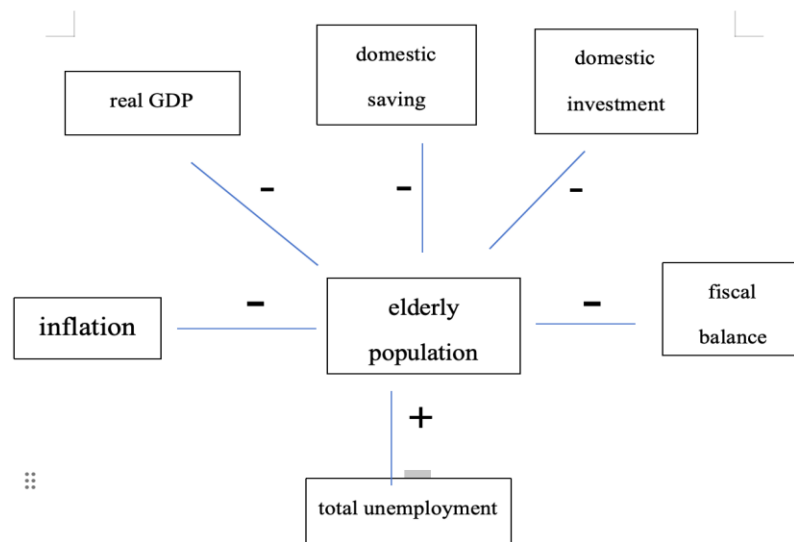 domestic
saving
domestic
investment
real GDP
-
-
-
inflation
-
elderly
population
-
fiscal
balance
+
total unemployment